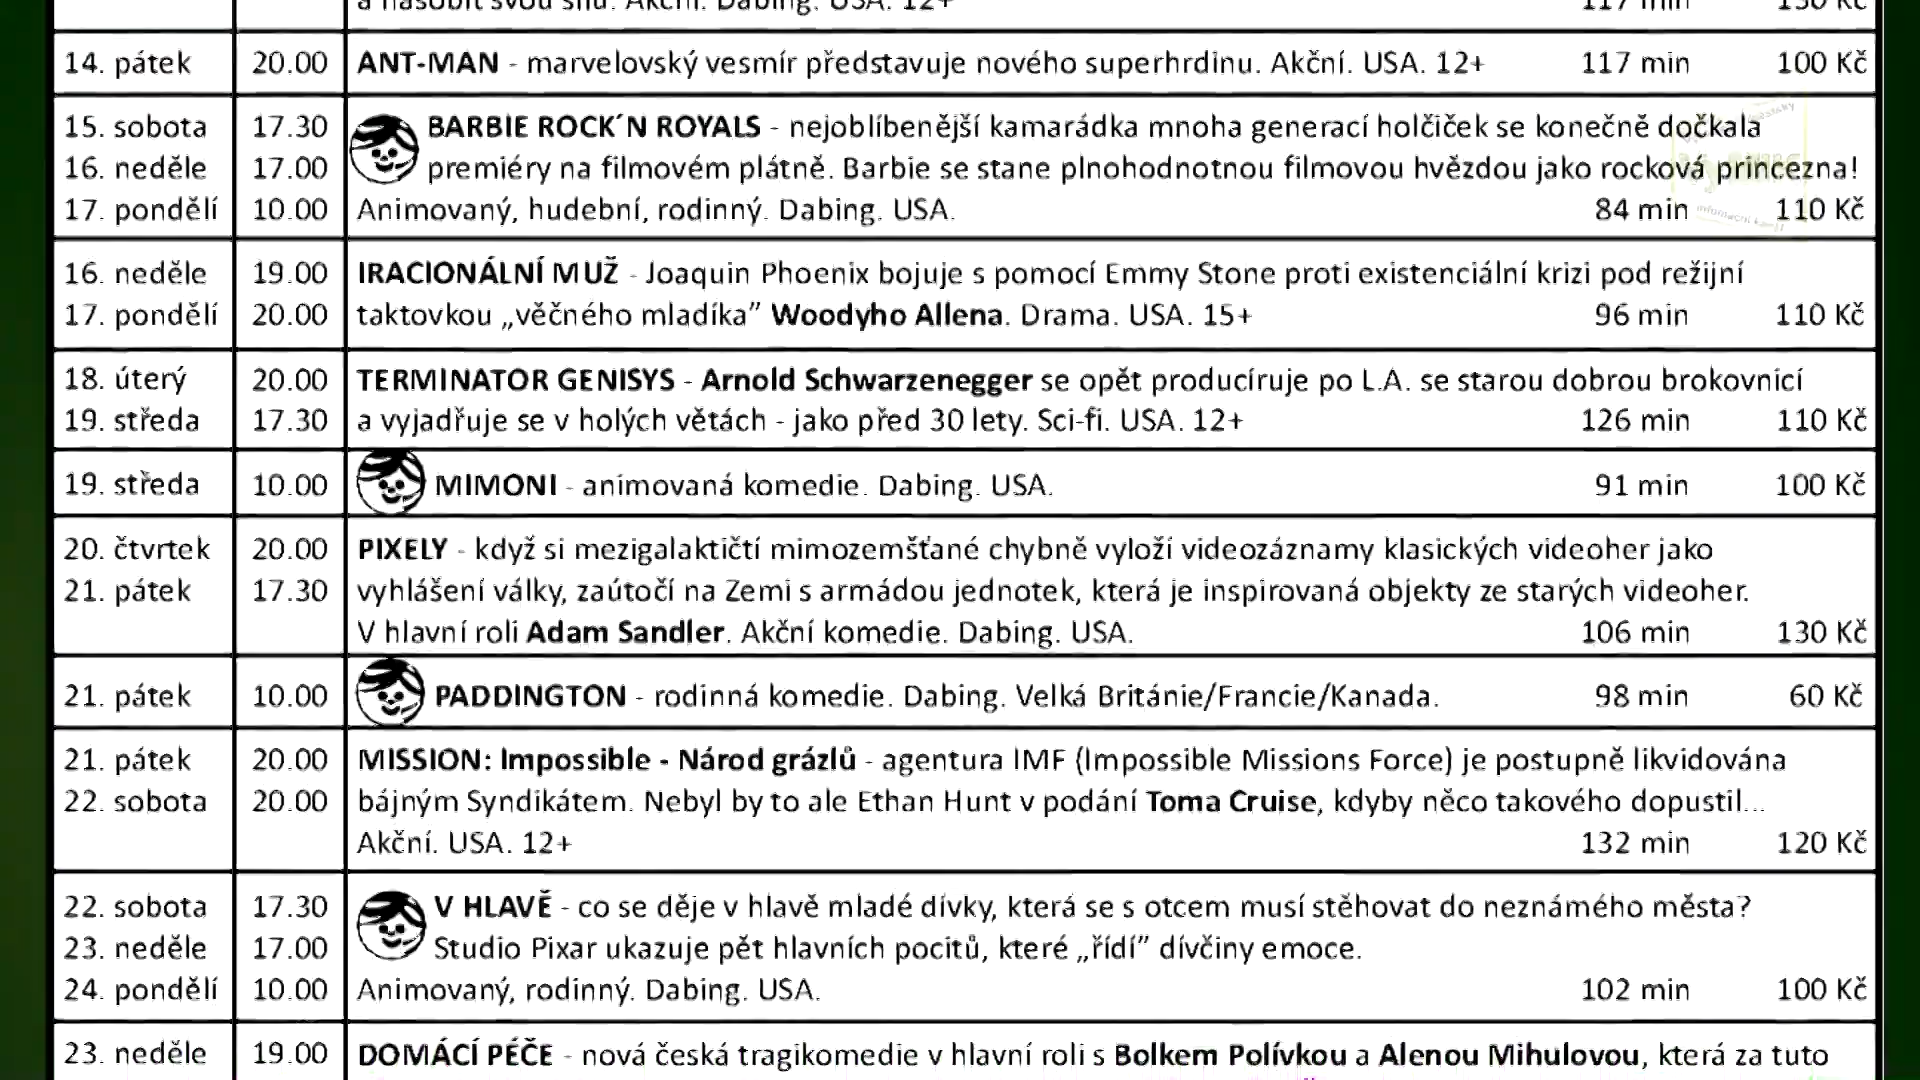 a násobit svou sílu. Akční. Dabing. USA. 12+ 117 min 130 Kč
14. pátek 20.00 ANT-MAN - marvelovský vesmír představuje nového superhrdinu. Akční. USA. 12+ 117 min 100 Kč
15. sobota 17.30 BARBIE ROCK´N ROYALS - nejoblíbenější kamarádka mnoha generací holčiček se konečně dočkala
16. neděle 17.00 premiéry na filmovém plátně. Barbie se stane plnohodnotnou filmovou hvězdou jako rocková princezna!
17. pondělí 10.00 Animovaný, hudební, rodinný. Dabing. USA. 84 min 110 Kč
16. neděle 19.00 IRACIONÁLNÍ MUŽ - Joaquin Phoenix bojuje s pomocí Emmy Stone proti existenciální krizi pod režijní
17. pondělí 20.00 taktovkou „věčného mladíka” Woodyho Allena. Drama. USA. 15+ 96 min 110 Kč
18. úterý 20.00 TERMINATOR GENISYS - Arnold Schwarzenegger se opět producíruje po L.A. se starou dobrou brokovnicí
19. středa 17.30 a vyjadřuje se v holých větách - jako před 30 lety. Sci-fi. USA. 12+ 126 min 110 Kč
19. středa 10.00 MIMONI - animovaná komedie. Dabing. USA. 91 min 100 Kč
20. čtvrtek 20.00 PIXELY - když si mezigalaktičtí mimozemšťané chybně vyloží videozáznamy klasických videoher jako
21. pátek 17.30 vyhlášení války, zaútočí na Zemi s armádou jednotek, která je inspirovaná objekty ze starých videoher.
V hlavní roli Adam Sandler. Akční komedie. Dabing. USA. 106 min 130 Kč
21. pátek 10.00 PADDINGTON - rodinná komedie. Dabing. Velká Británie/Francie/Kanada. 98 min 60 Kč
21. pátek 20.00 MISSION: Impossible - Národ grázlů - agentura IMF (Impossible Missions Force) je postupně likvidována
22. sobota 20.00 bájným Syndikátem. Nebyl by to ale Ethan Hunt v podání Toma Cruise, kdyby něco takového dopustil...
Akční. USA. 12+ 132 min 120 Kč
22. sobota 17.30 V HLAVĚ - co se děje v hlavě mladé dívky, která se s otcem musí stěhovat do neznámého města?
23. neděle 17.00 Studio Pixar ukazuje pět hlavních pocitů, které „řídí” dívčiny emoce.
24. pondělí 10.00 Animovaný, rodinný. Dabing. USA. 102 min 100 Kč
23. neděle 19.00 DOMÁCÍ PÉČE - nová česká tragikomedie v hlavní roli s Bolkem Polívkou a Alenou Mihulovou, která za tuto